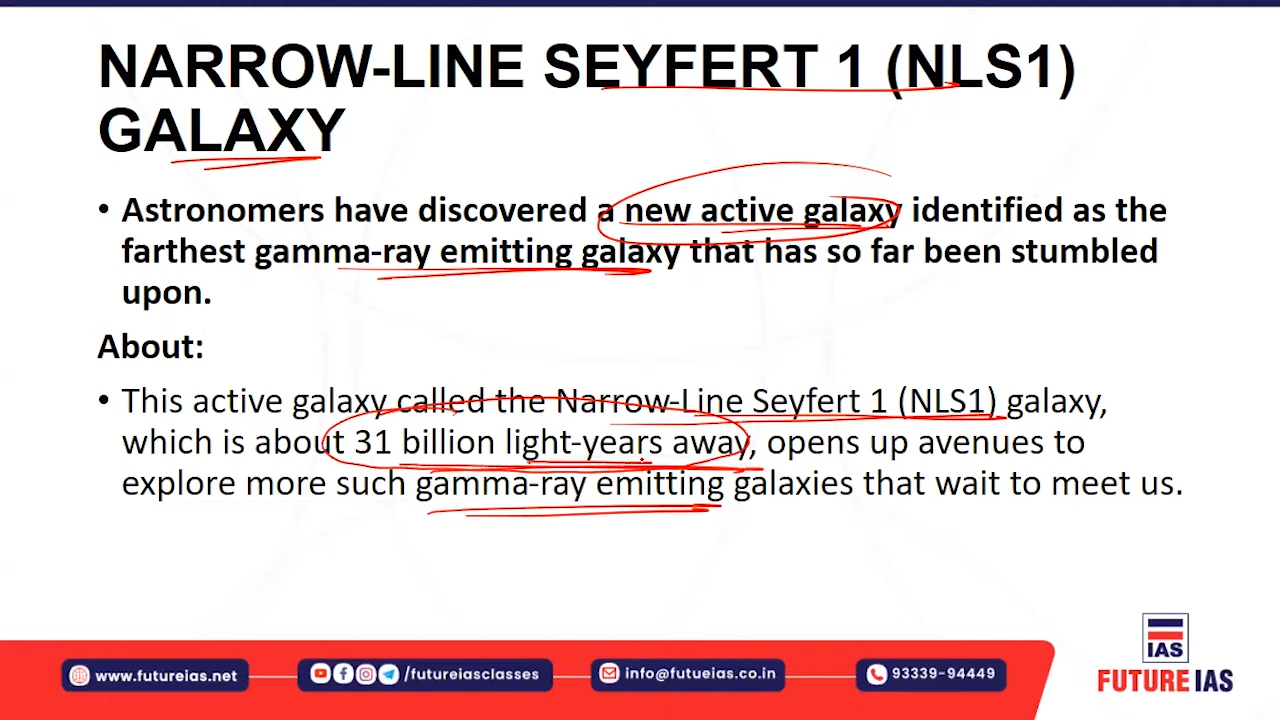 NARROW-LINE SEYFERT 1 (NLS1)
GALAXY
• Astronomers have discovered a new active galaxy identified as the
farthest gamma-ray emitting galaxy that has so far been stumbled
upon.
About:
• This active galaxy called the Narrow-Line Seyfert 1 (NLS1) galaxy,
which is about 31 billion light-years away, opens up avenues to
explore more such gamma-ray emitting galaxies that wait to meet us.
IAS
FUTURE IAS
www.futureias.net
/futureiasclasses
info@futueias.co.in
93339-94449